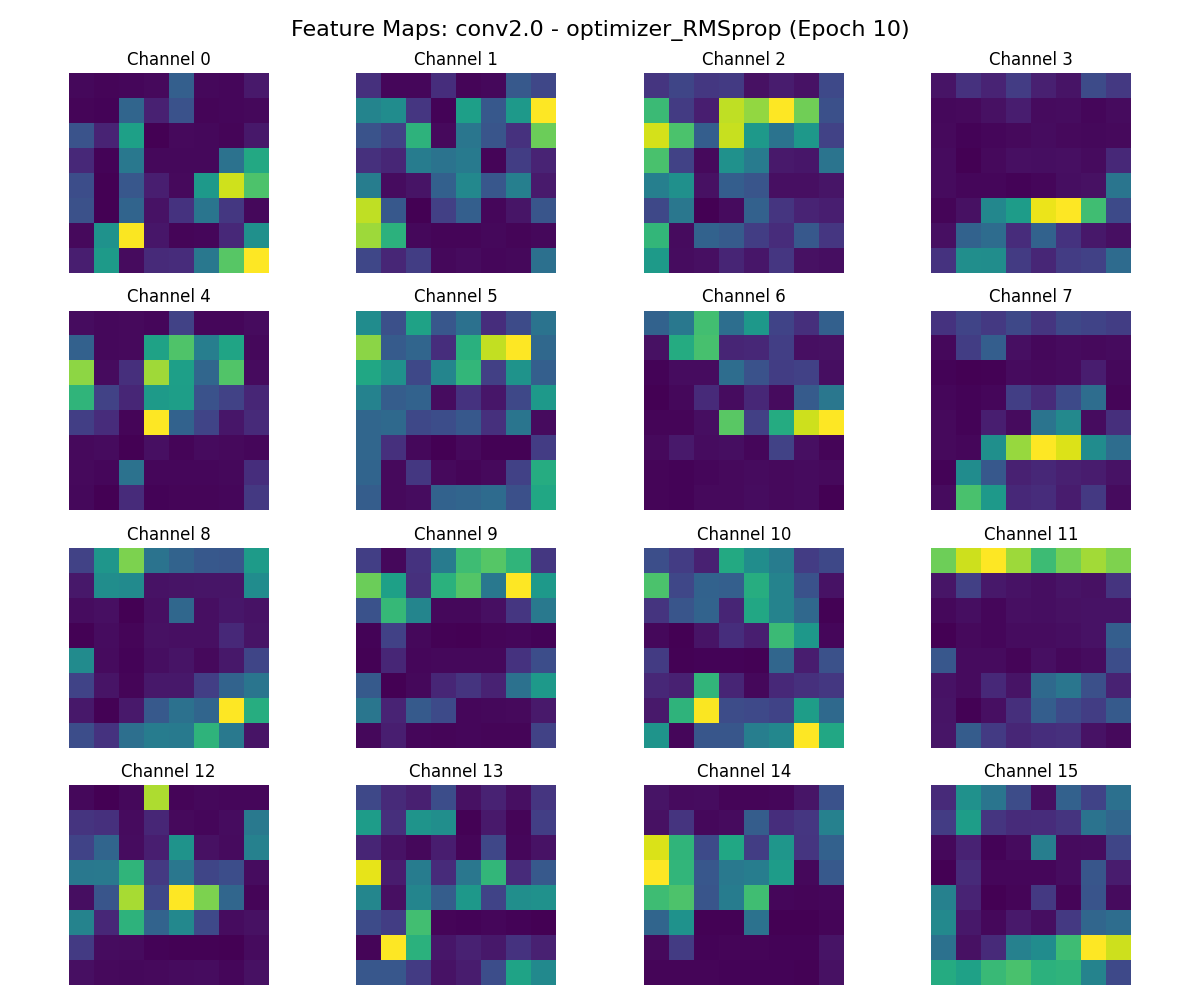 Feature Maps: conv2.0 - optimizer_RMSprop (Epoch 10)
Channel 0
Channel 1
Channel 2
Channel 3
Channel 4
Channel 5
Channel 6
Channel 7
Channel 8
Channel 9
Channel 10
Channel 11
Channel 12
Channel 13
Channel 14
Channel 15